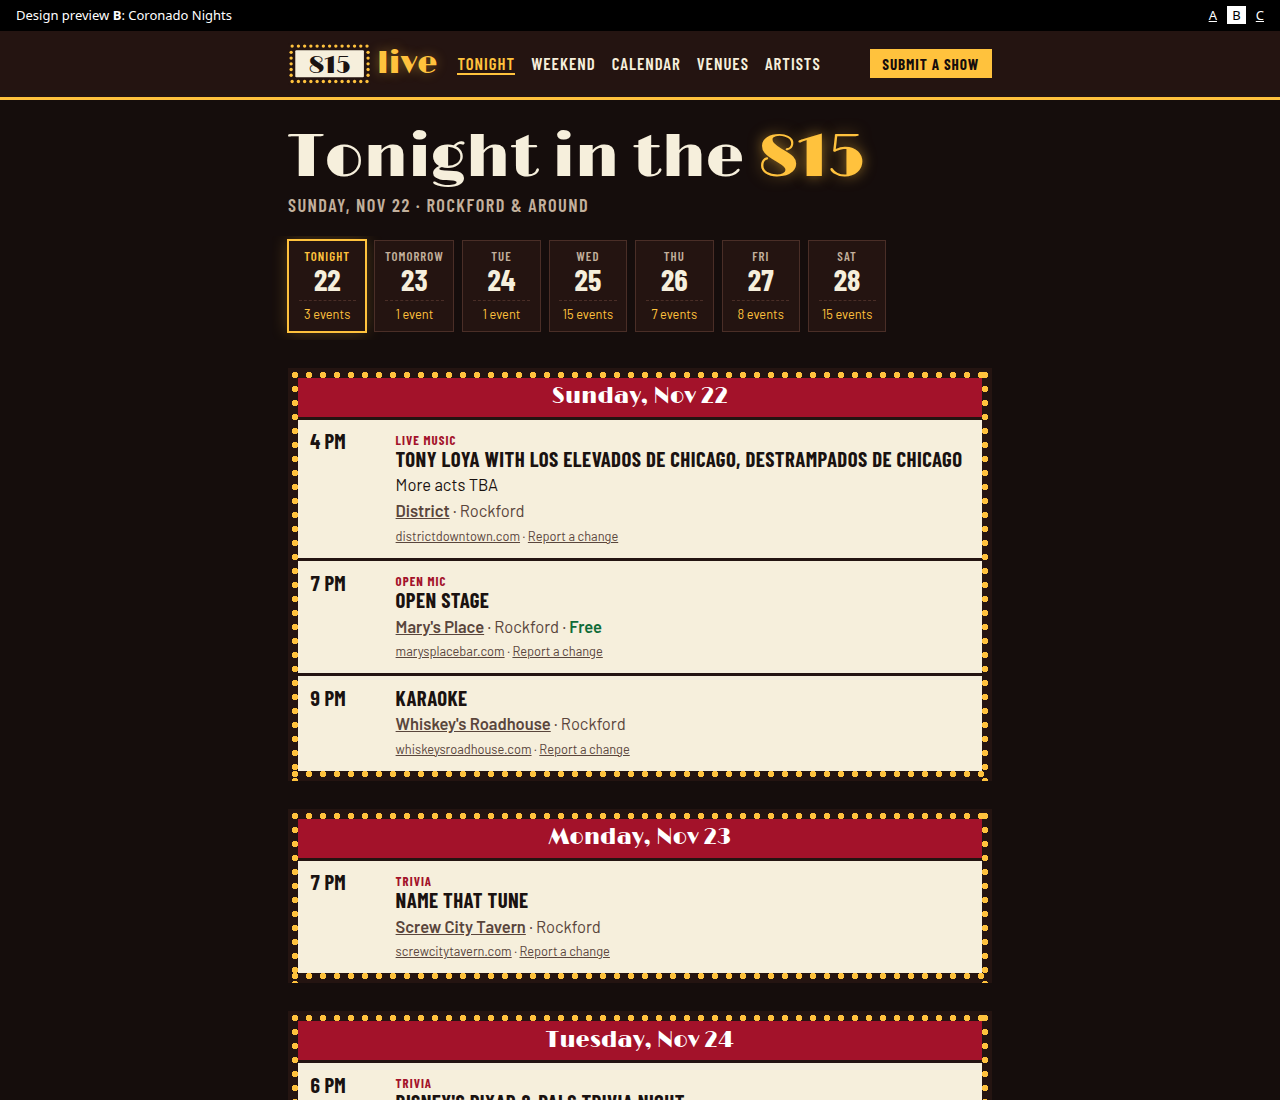 Design preview B: Coronado Nights
A B C
815 live TONIGHT WEEKEND CALENDAR VENUES ARTISTS SUBMIT A SHOW
Tonight in the 815
SUNDAY, NOV 22 · ROCKFORD & AROUND
TONIGHT TOMORROW TUE WED THU FRI SAT
22 23 24 25 26 27 28
3 events 1 event 1 event 15 events 7 events 8 events 15 events
Sunday, Nov 22
4 PM
LIVE MUSIC
TONY LOYA WITH LOS ELEVADOS DE CHICAGO, DESTRAMPADOS DE CHICAGO
More acts TBA
District · Rockford
districtdowntown.com · Report a change
7 PM
OPEN MIC
OPEN STAGE
Mary's Place · Rockford · Free
marysplacebar.com · Report a change
9 PM
KARAOKE
Whiskey's Roadhouse · Rockford
whiskeysroadhouse.com · Report a change
Monday, Nov 23
7 PM
TRIVIA
NAME THAT TUNE
Screw City Tavern · Rockford
screwcitytavern.com · Report a change
Tuesday, Nov 24
6 PM
TRIVIA
DISNEY'S PIXAR & PALS TRIVIA NIGHT